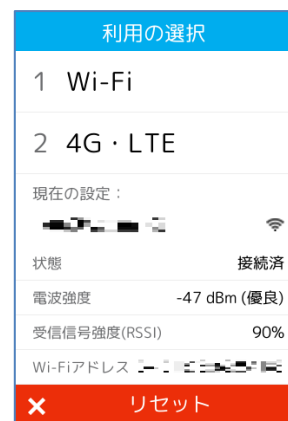 利用の選択
1 Wi-Fi
2 4G・LTE
現在の設定：
状態 接続済
電波強度 -47 dBm (優良)
受信信号強度(RSSI) 90%
Wi-Fiアドレス
× リセット